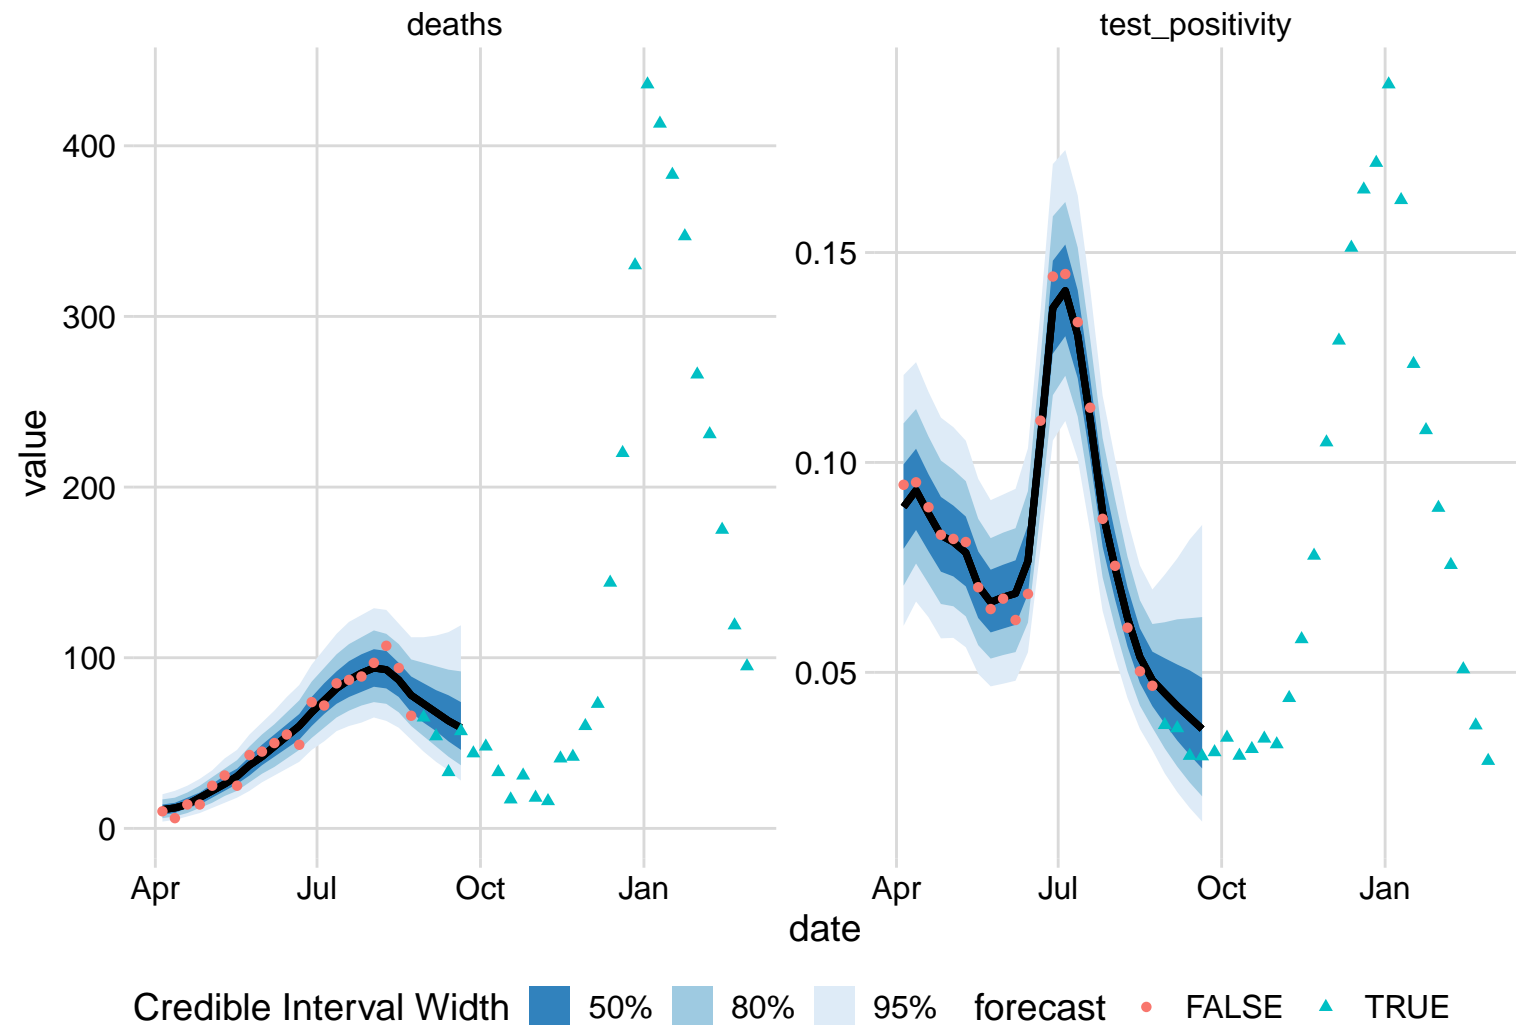 deaths
test_positivity
value
400
300
200
100
0
0.15
0.10
0.05
Apr
Jul
Oct
Jan
Apr
Jul
Oct
Jan
date
Credible Interval Width 50% 80% 95% forecast FALSE TRUE